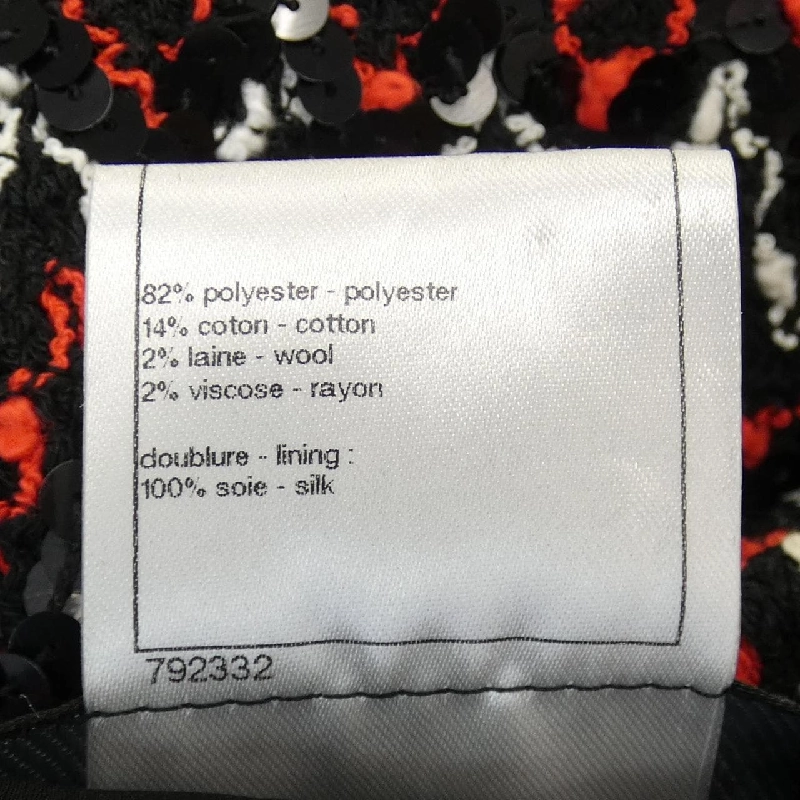 82% polyester - polyester
14% coton - cotton
2% laine - wool
2% viscose - rayon
doublure - lining :
100% soie - silk
792332